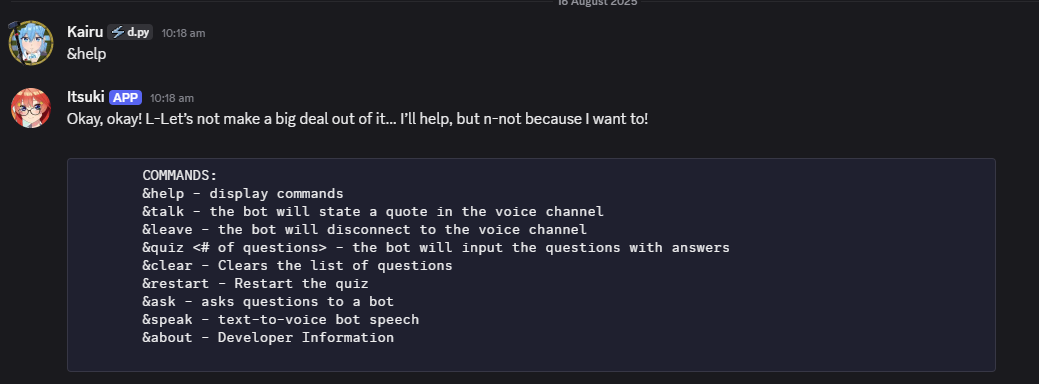 18 August 2025
Kairu d.py 10:18 am
&help
Itsuki APP 10:18 am
Okay, okay! L-Let’s not make a big deal out of it... I’ll help, but n-not because I want to!
COMMANDS:
&help - display commands
&talk - the bot will state a quote in the voice channel
&leave - the bot will disconnect to the voice channel
&quiz <# of questions> - the bot will input the questions with answers
&clear - Clears the list of questions
&restart - Restart the quiz
&ask - asks questions to a bot
&speak - text-to-voice bot speech
&about - Developer Information